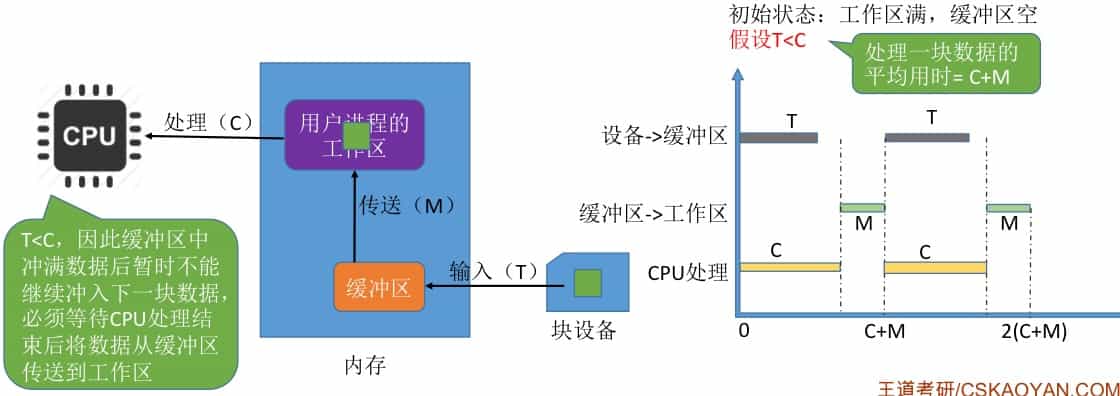 初始状态：工作区满，缓冲区空
假设T<C
处理一块数据的
平均用时= C+M
CPU
处理（C）
用户进程的
工作区
传送（M）
缓冲区
输入（T）
块设备
内存
T<C，因此缓冲区中
冲满数据后暂时不能
继续冲入下一块数据，
必须等待CPU处理结
束后将数据从缓冲区
传送到工作区
设备->缓冲区
T
T
缓冲区->工作区
M
M
CPU处理
C
C
0
C+M
2(C+M)
王道考研/CSKAOYAN.COM